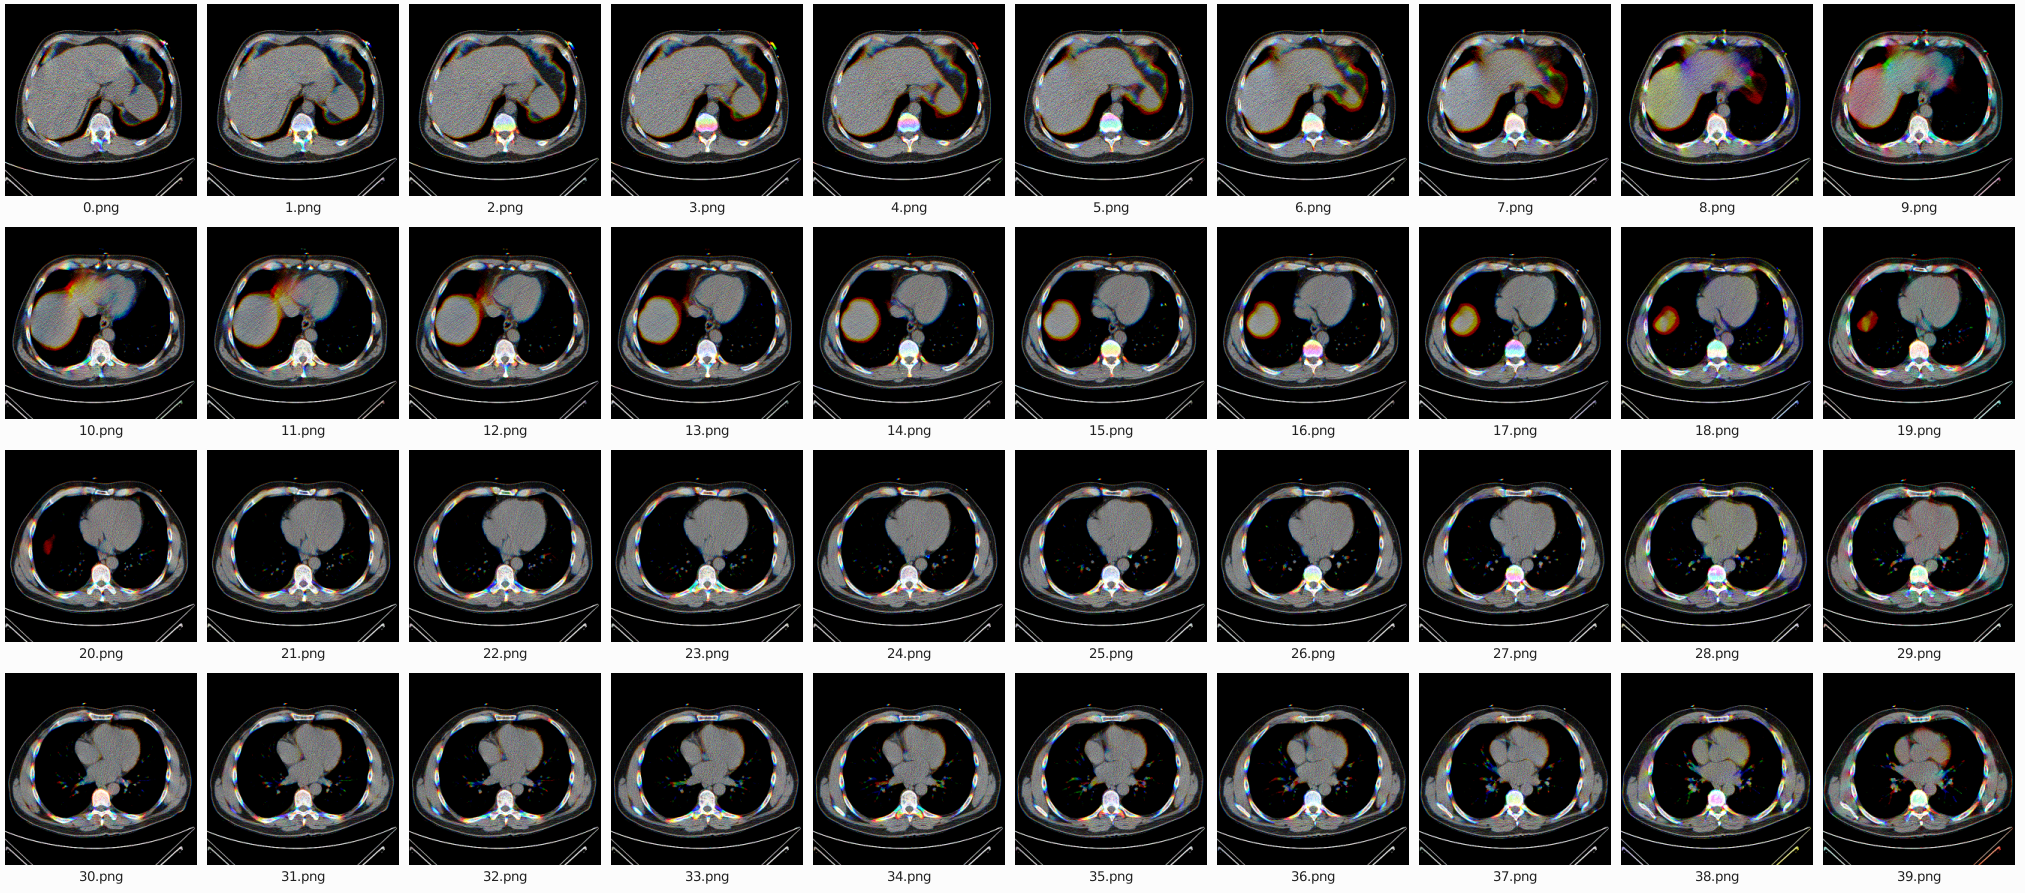 0.png 1.png 2.png 3.png 4.png 5.png 6.png 7.png 8.png 9.png
10.png 11.png 12.png 13.png 14.png 15.png 16.png 17.png 18.png 19.png
20.png 21.png 22.png 23.png 24.png 25.png 26.png 27.png 28.png 29.png
30.png 31.png 32.png 33.png 34.png 35.png 36.png 37.png 38.png 39.png